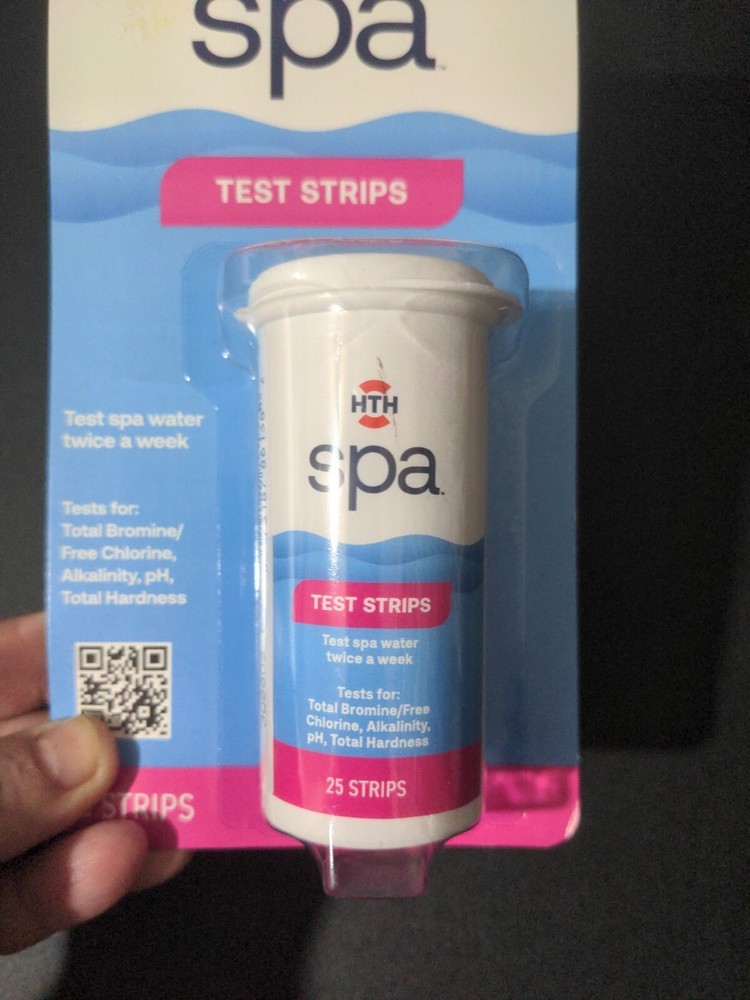 spa
TEST STRIPS
Test spa water
twice a week
Tests for:
Total Bromine/
Free Chlorine,
Alkalinity, pH,
Total Hardness
STRIPS
HTH
spa
TEST STRIPS
Test spa water
twice a week
Tests for:
Total Bromine/Free
Chlorine, Alkalinity,
pH, Total Hardness
25 STRIPS